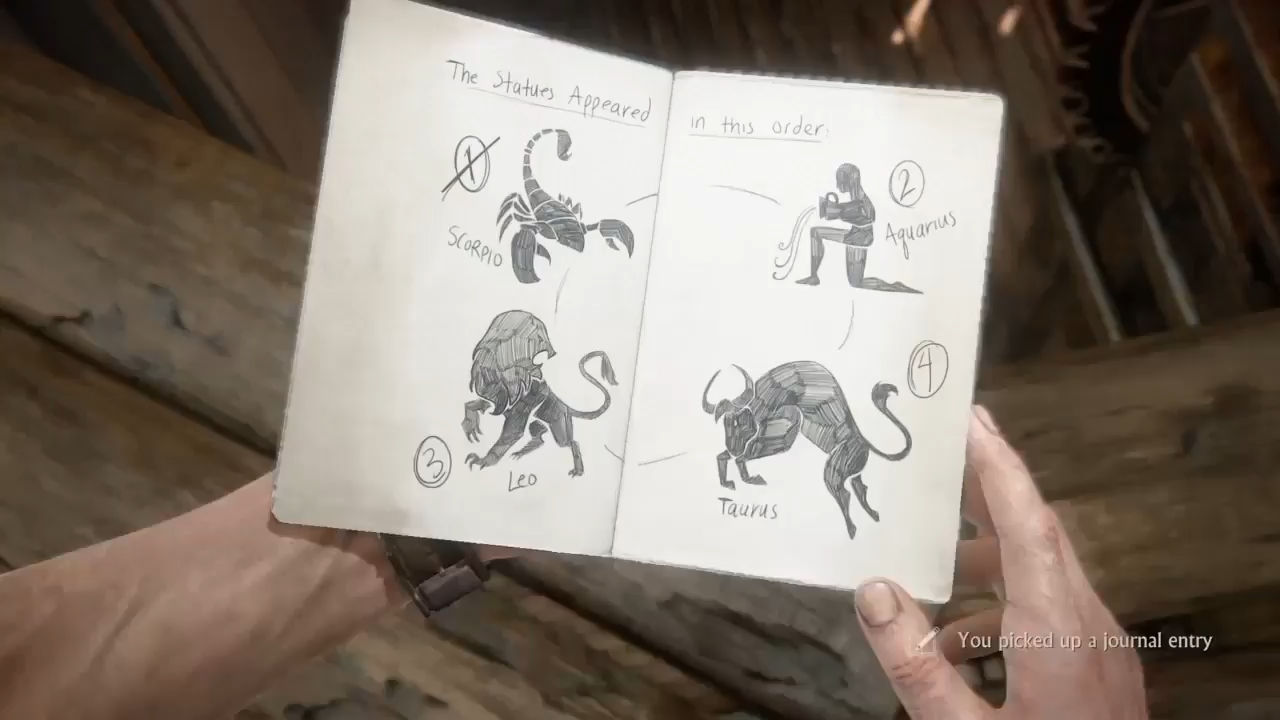 The Statues Appeared
in this order:
1
SCORPIO
2
Aquarius
3
Leo
4
Taurus
You picked up a journal entry